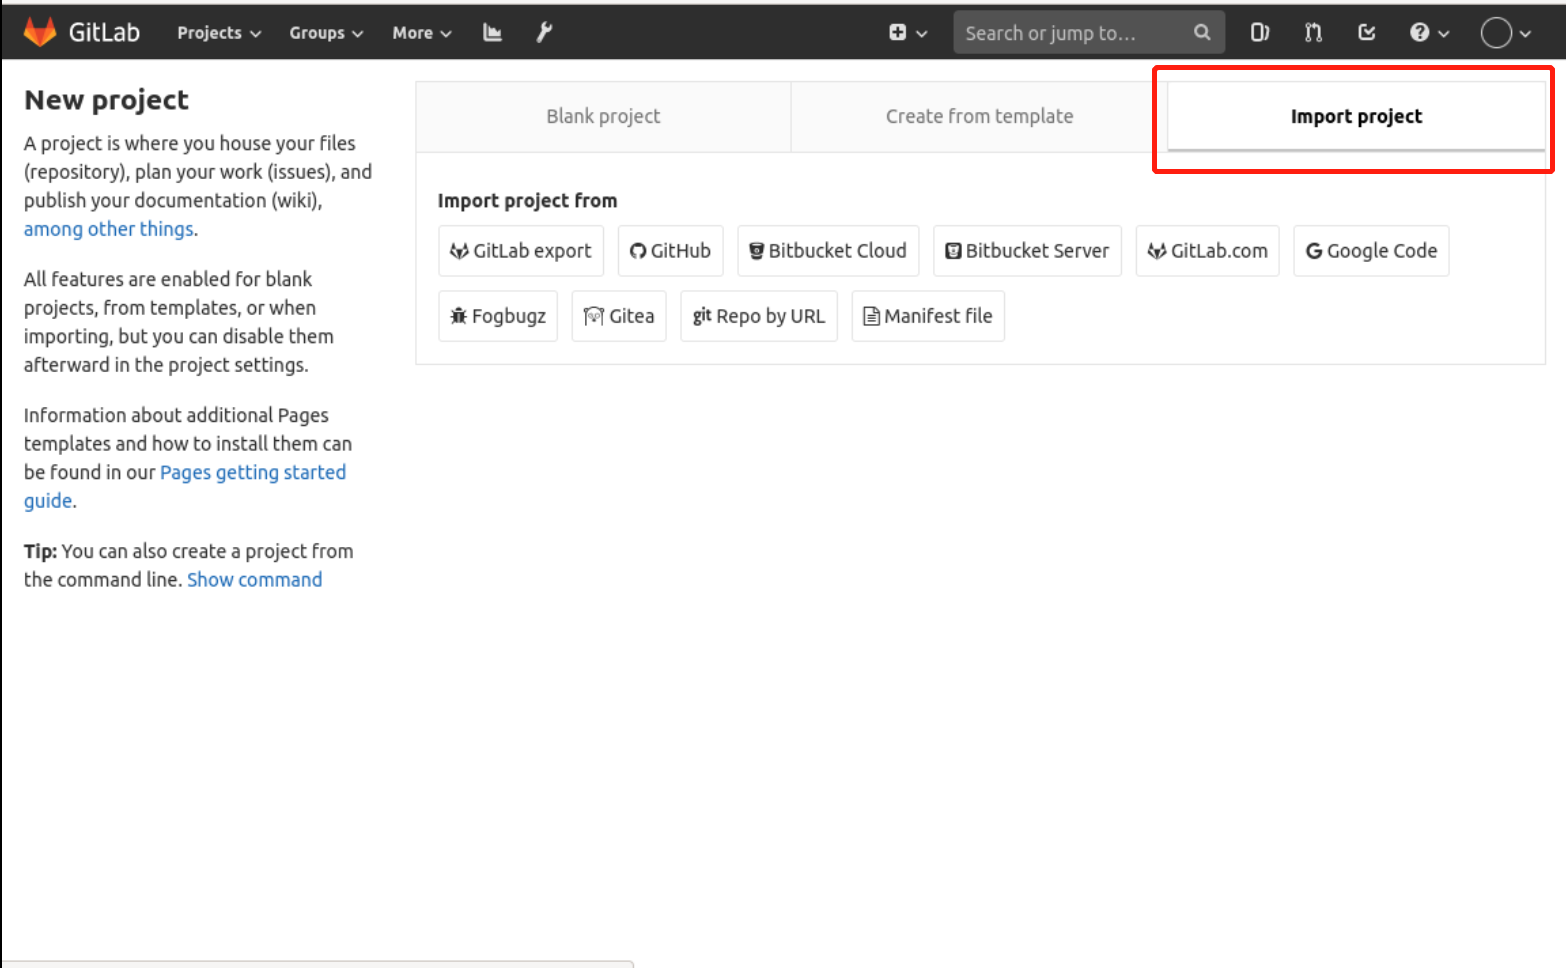 GitLab Projects Groups More Search or jump to...
New project
A project is where you house your files
(repository), plan your work (issues), and
publish your documentation (wiki),
among other things.
All features are enabled for blank
projects, from templates, or when
importing, but you can disable them
afterward in the project settings.
Information about additional Pages
templates and how to install them can
be found in our Pages getting started
guide.
Tip: You can also create a project from
the command line. Show command
Blank project Create from template Import project
Import project from
GitLab export GitHub Bitbucket Cloud Bitbucket Server GitLab.com G Google Code
Fogbugz Gitea git Repo by URL Manifest file